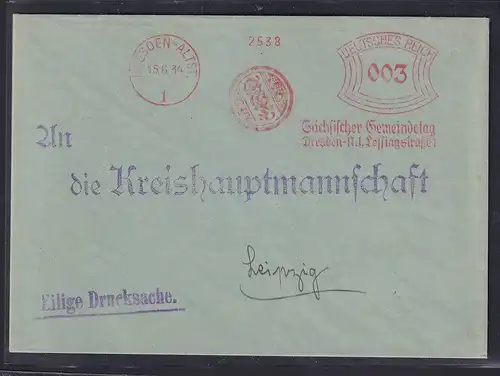 2538
DRESDEN-ALTST.
15.6.34
1
DEUTSCHES REICH
003
Sächsischer Gemeindetag
Dresden-N.1, Lessingstraße 1
An
die Kreishauptmannschaft
Leipzig
Eilige Drucksache.